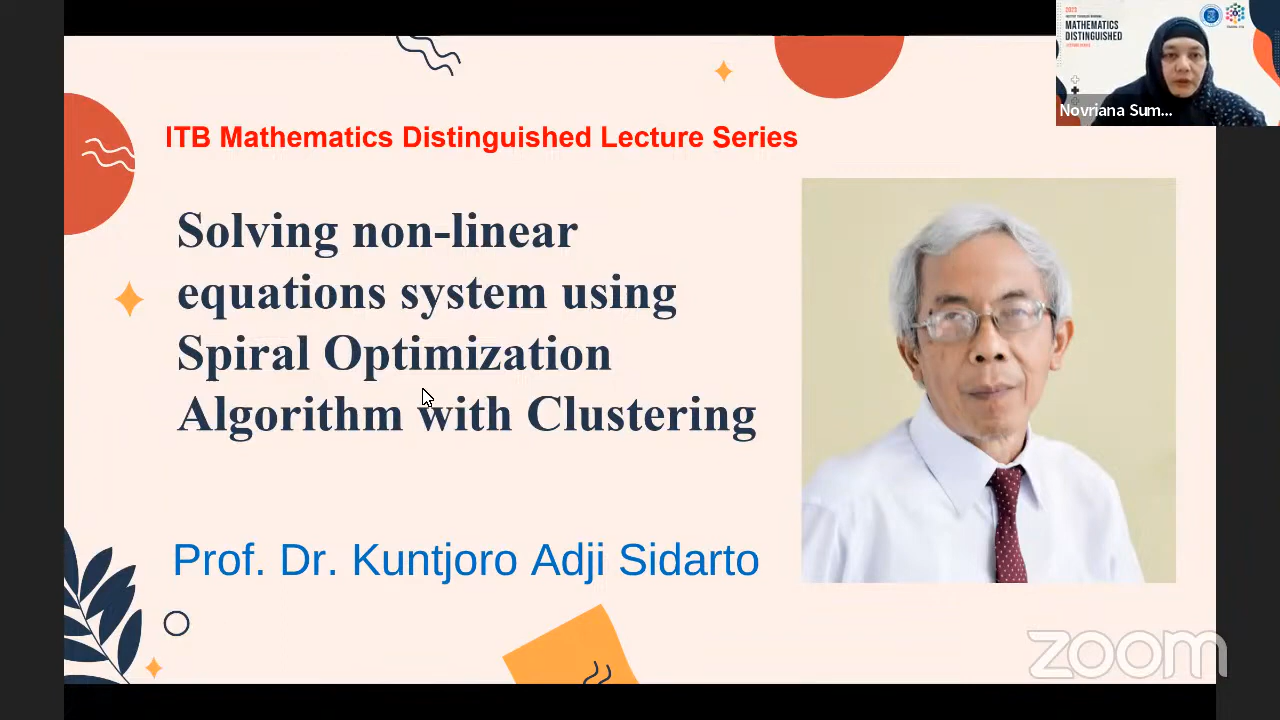 2023
MATHEMATICS
DISTINGUISHED
Novriana Sum...
ITB Mathematics Distinguished Lecture Series
Solving non-linear
equations system using
Spiral Optimization
Algorithm with Clustering
Prof. Dr. Kuntjoro Adji Sidarto
zoom